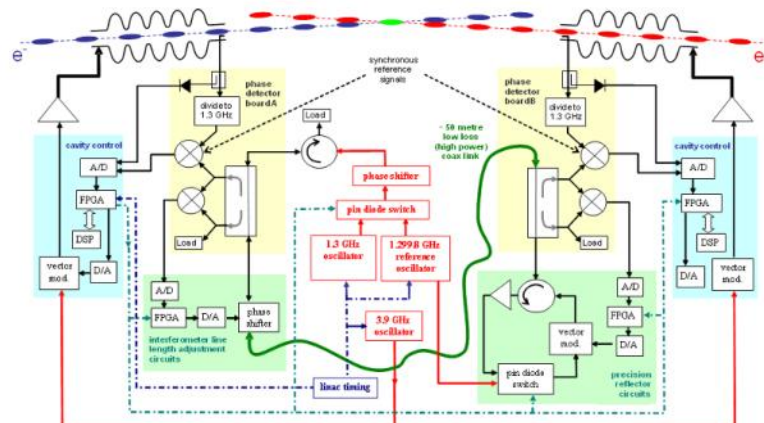 e⁻
synchronous
reference
signals
e⁻
phase
detector
boardA
divide to
1.3 GHz
Load
~ 50 metre
low loss
(high power)
coax link
phase
detector
boardB
divide to
1.3 GHz
cavity control
A/D
FPGA
DSP
D/A
vector
mod.
Load
phase shifter
pin diode switch
1.3 GHz
oscillator
1.2998 GHz
reference
oscillator
3.9 GHz
oscillator
linac timing
A/D
FPGA
D/A
phase
shifter
interferometer line
length adjustment
circuits
Load
cavity control
A/D
FPGA
DSP
D/A
vector
mod.
A/D
FPGA
D/A
vector
mod.
pin diode
switch
precision
reflector
circuits